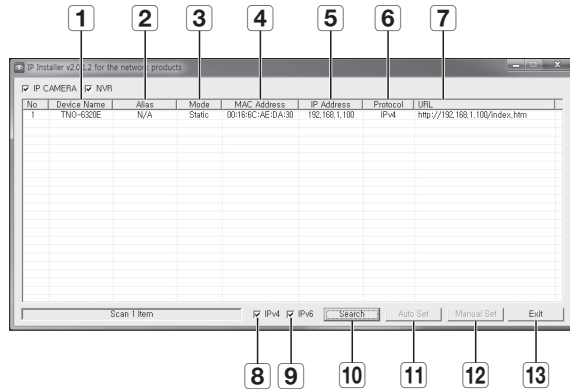 1 2 3 4 5 6 7
IP Installer v2.0.1.2 for the network products
IP CAMERA NVR
No Device Name Alias Mode MAC Address IP Address Protocol URL
1 TNO-6320E N/A Static 00:16:6C:AE:DA:30 192,168,1,100 IPv4 http://192,168,1,100/index,htm
Scan 1 Item IPv4 IPv6 Search Auto Set Manual Set Exit
8 9 10 11 12 13